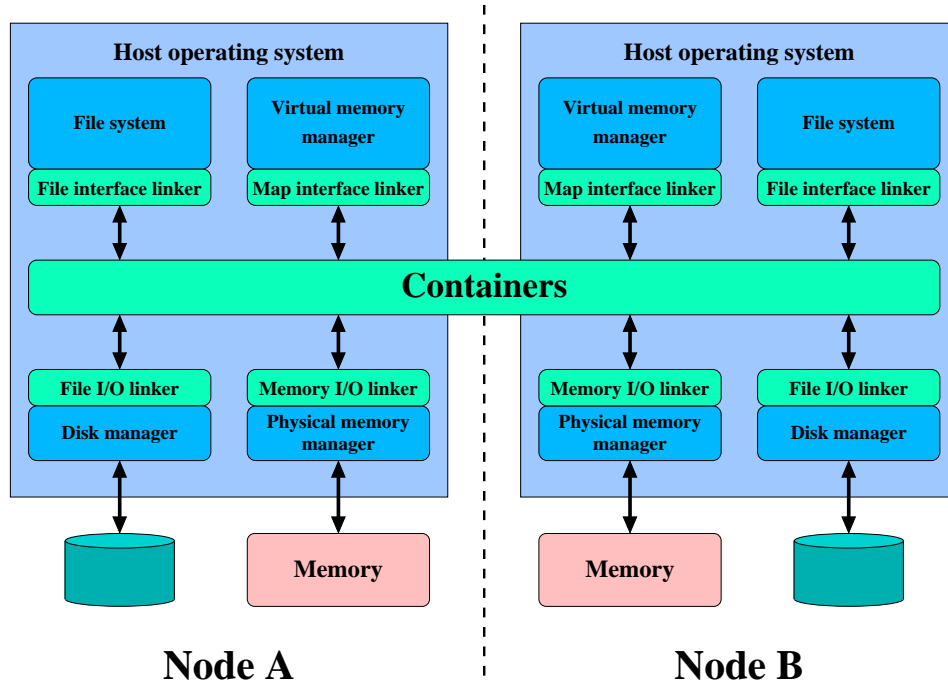 Host operating system
File system
Virtual memory
manager
File interface linker
Map interface linker
Host operating system
Virtual memory
manager
File system
Map interface linker
File interface linker
Containers
File I/O linker
Memory I/O linker
Disk manager
Physical memory
manager
Memory I/O linker
File I/O linker
Physical memory
manager
Disk manager
Memory
Memory
Node A
Node B